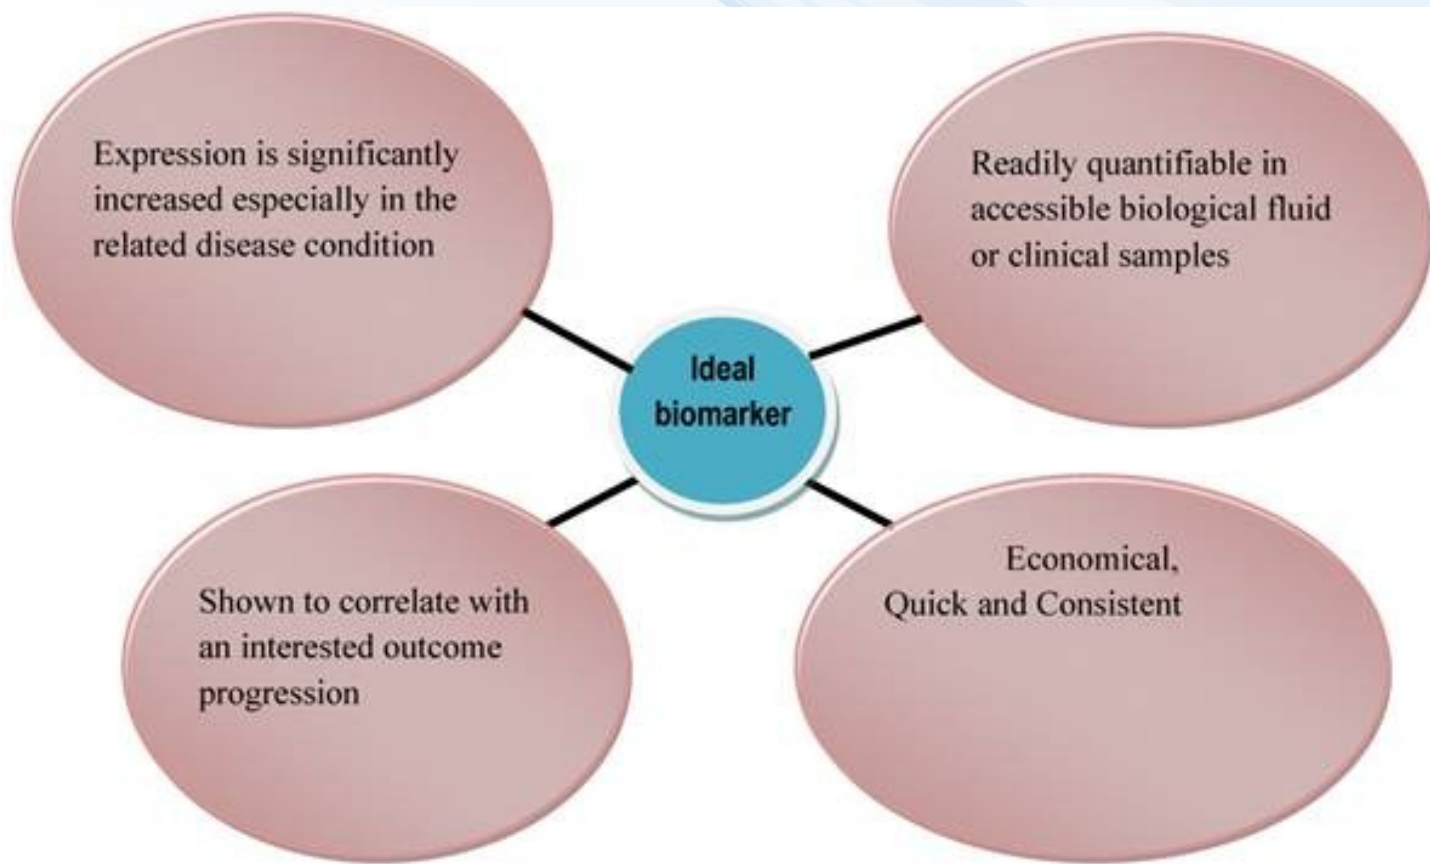 Expression is significantly
increased especially in the
related disease condition
Readily quantifiable in
accessible biological fluid
or clinical samples
Ideal
biomarker
Shown to correlate with
an interested outcome
progression
Economical,
Quick and Consistent